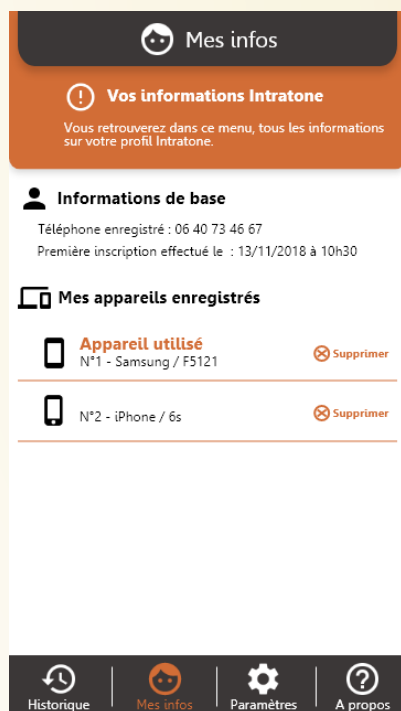 Mes infos
Vos informations Intratone
Vous retrouverez dans ce menu, tous les informations
sur votre profil Intratone.
Informations de base
Téléphone enregistré : 06 40 73 46 67
Première inscription effectué le : 13/11/2018 à 10h30
Mes appareils enregistrés
Appareil utilisé
N°1 - Samsung / F5121
Supprimer
N°2 - iPhone / 6s
Supprimer
Historique
Mes infos
Paramètres
A propos